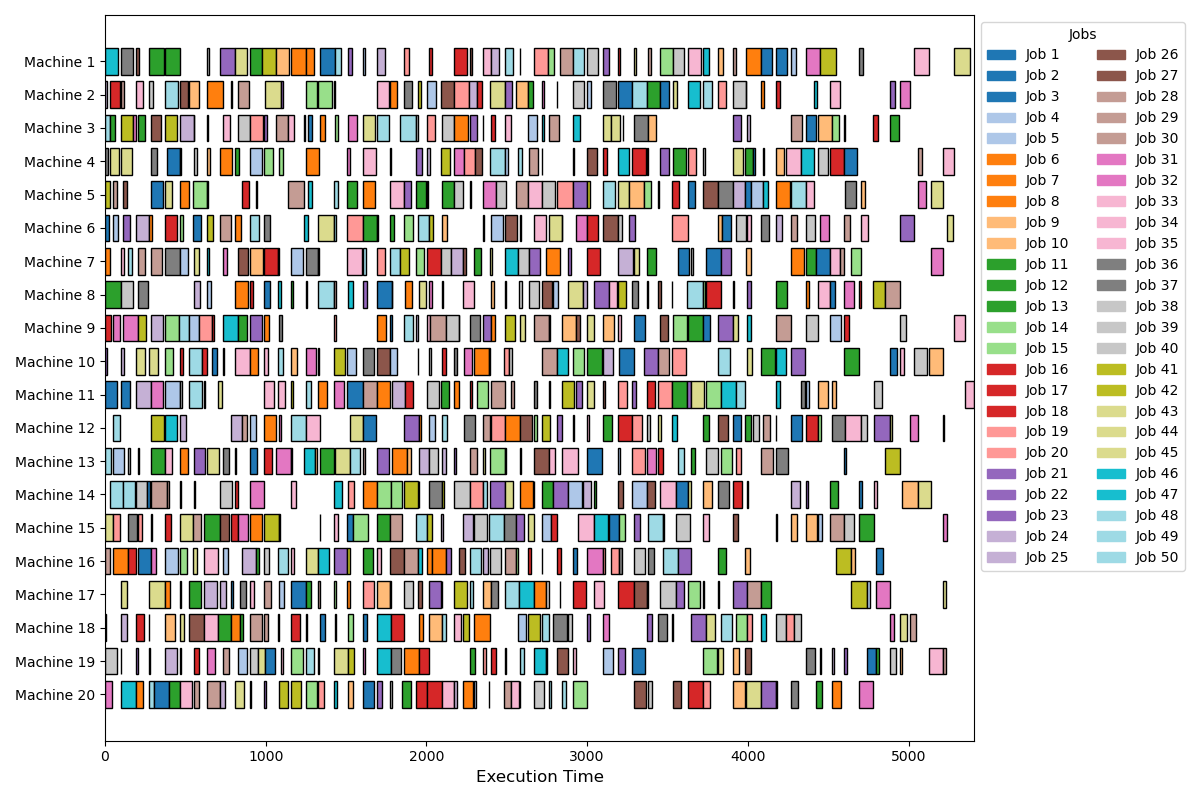 Machine 1
Machine 2
Machine 3
Machine 4
Machine 5
Machine 6
Machine 7
Machine 8
Machine 9
Machine 10
Machine 11
Machine 12
Machine 13
Machine 14
Machine 15
Machine 16
Machine 17
Machine 18
Machine 19
Machine 20
0 1000 2000 3000 4000 5000
Execution Time
Jobs
Job 1 Job 26
Job 2 Job 27
Job 3 Job 28
Job 4 Job 29
Job 5 Job 30
Job 6 Job 31
Job 7 Job 32
Job 8 Job 33
Job 9 Job 34
Job 10 Job 35
Job 11 Job 36
Job 12 Job 37
Job 13 Job 38
Job 14 Job 39
Job 15 Job 40
Job 16 Job 41
Job 17 Job 42
Job 18 Job 43
Job 19 Job 44
Job 20 Job 45
Job 21 Job 46
Job 22 Job 47
Job 23 Job 48
Job 24 Job 49
Job 25 Job 50